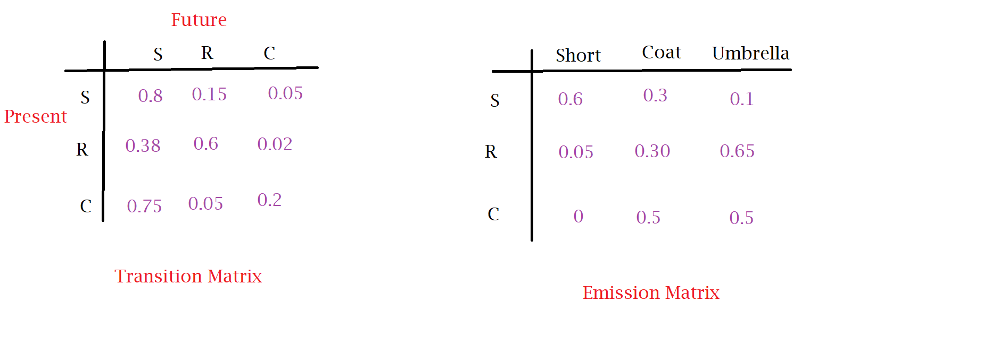 Future
S R C
S 0.8 0.15 0.05
Present
R 0.38 0.6 0.02
C 0.75 0.05 0.2
Transition Matrix
Short Coat Umbrella
S 0.6 0.3 0.1
R 0.05 0.30 0.65
C 0 0.5 0.5
Emission Matrix